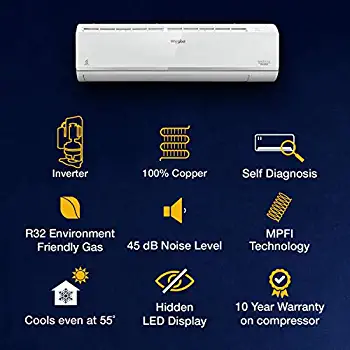 Whirlpool
Inverter
100% Copper
Self Diagnosis
R32 Environment
Friendly Gas
45 dB Noise Level
MPFI
Technology
Cools even at 55°
Hidden
LED Display
10 Year Warranty
on compressor